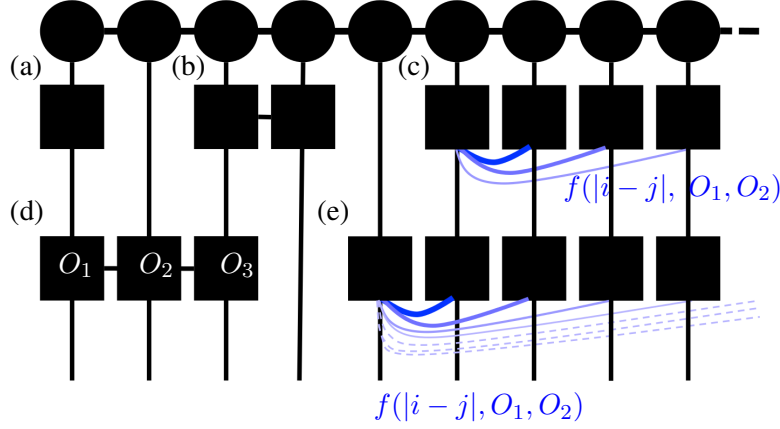 (a) (b) (c)
f(|i − j|, O₁, O₂)
(d) (e)
O₁ O₂ O₃
f(|i − j|, O₁, O₂)